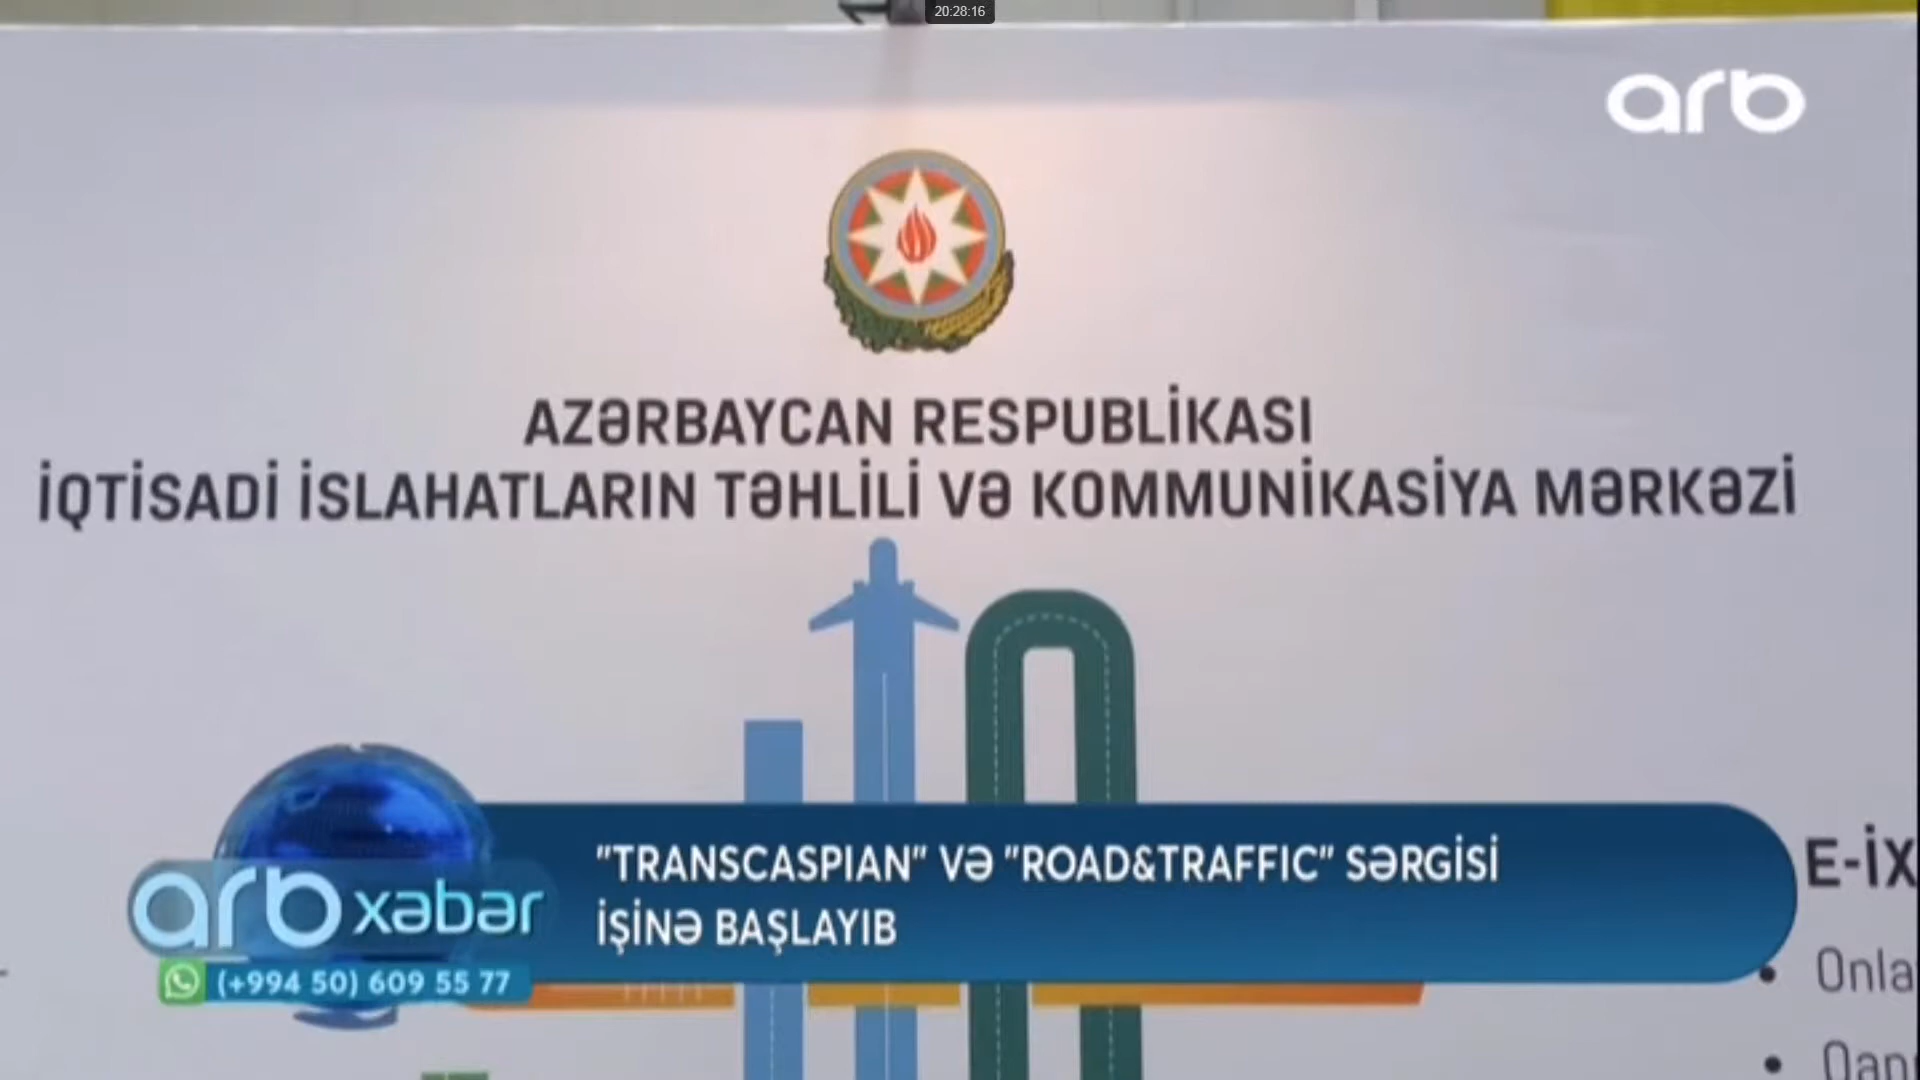 20:28:16
arb
AZƏRBAYCAN RESPUBLİKASI
İQTİSADİ İSLAHATLARIN TƏHLİLİ VƏ KOMMUNİKASİYA MƏRKƏZİ
"TRANSCASPIAN" VƏ "ROAD&TRAFFIC" SƏRGİSİ
İŞİNƏ BAŞLAYIB
arb xəbər
(+994 50) 609 55 77